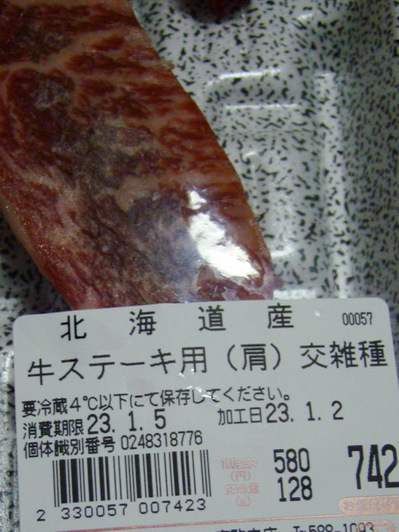 北海道産 00057
牛ステーキ用（肩）交雑種
要冷蔵4℃以下にて保存してください。
消費期限23.1.5 加工日23.1.2
個体識別番号 0248318776
580 742
(円)
128
(g)
2 330057 007423